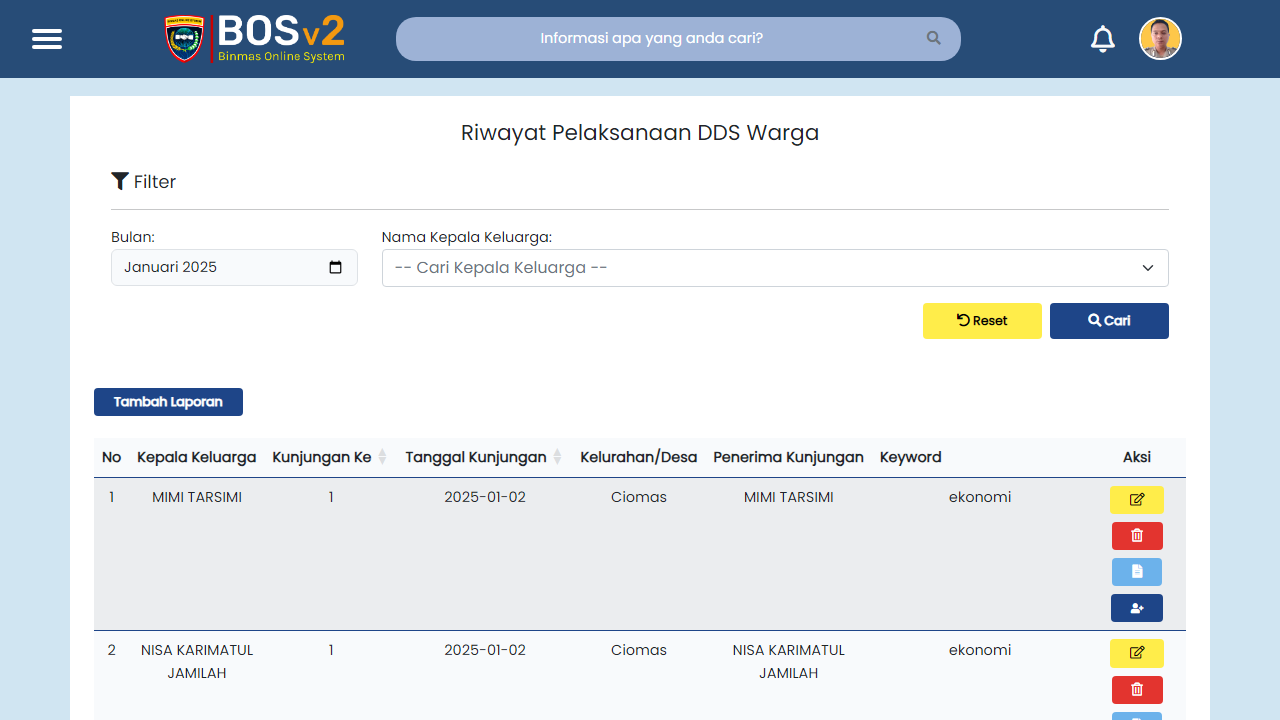 BOSv2
Binmas Online System
Informasi apa yang anda cari?
Riwayat Pelaksanaan DDS Warga
Filter
Bulan: Nama Kepala Keluarga:
Januari 2025 -- Cari Kepala Keluarga --
Reset Cari
Tambah Laporan
No Kepala Keluarga Kunjungan Ke Tanggal Kunjungan Kelurahan/Desa Penerima Kunjungan Keyword Aksi
1 MIMI TARSIMI 1 2025-01-02 Ciomas MIMI TARSIMI ekonomi
2 NISA KARIMATUL 1 2025-01-02 Ciomas NISA KARIMATUL ekonomi
JAMILAH JAMILAH